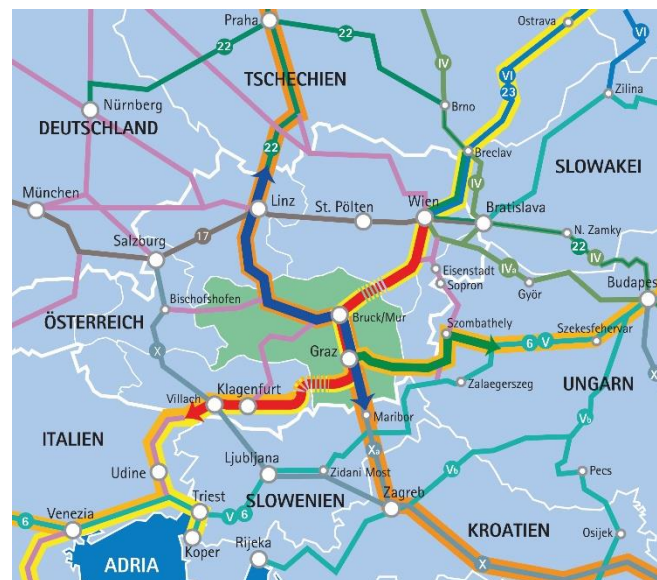 Praha
22
22
Ostrava
VI
TSCHECHIEN
IV
VI
23
Nürnberg
Brno
Zilina
DEUTSCHLAND
22
Breclav
SLOWAKEI
München
Linz
St. Pölten
Wien
IV
Bratislava
17
Salzburg
N. Zamky
22
IV
IVa
Eisenstadt
Sopron
Györ
Budapes
Bischofshofen
Bruck/Mur
ÖSTERREICH
Szombathely
Szekesfehervar
X
Graz
6
V
X
Villach
Klagenfurt
Zalaegerszeg
UNGARN
Maribor
Vb
ITALIEN
Xa
Ljubljana
Udine
Zidani Most
Vb
Pecs
Triest
SLOWENIEN
Zagreb
6
Venezia
V
6
KROATIEN
Koper
Rijeka
Osijek
ADRIA
X